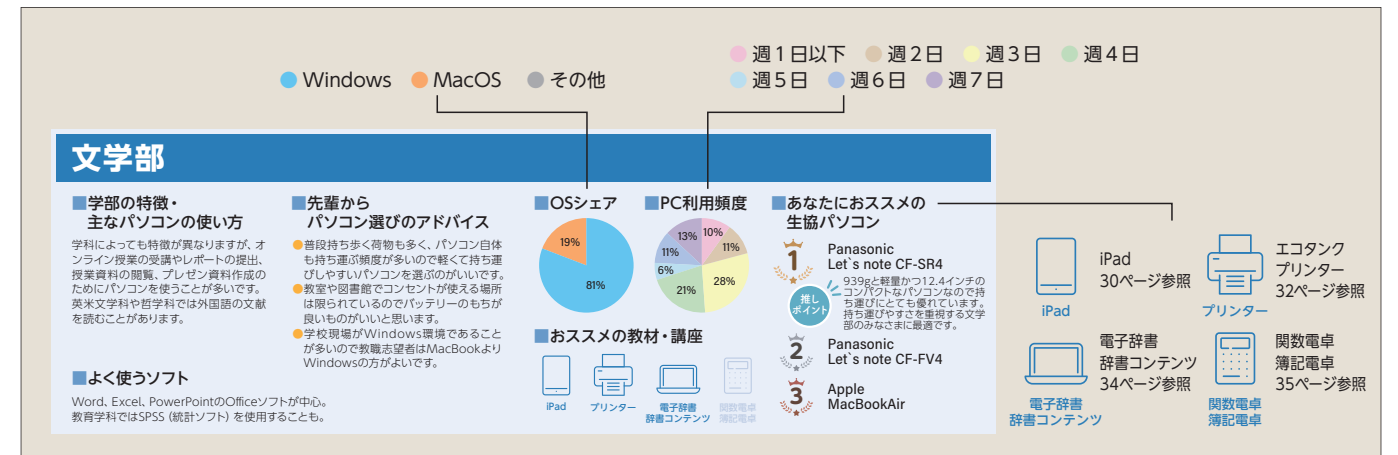 Windows MacOS その他
週1日以下 週2日 週3日 週4日
週5日 週6日 週7日
文学部
■学部の特徴・
主なパソコンの使い方
学科によっても特徴が異なりますが、オ
ンライン授業の受講やレポートの提出、
授業資料の閲覧、プレゼン資料作成の
ためにパソコンを使うことが多いです。
英米文学科や哲学科では外国語の文献
を読むことがあります。
■よく使うソフト
Word、Excel、PowerPointのOfficeソフトが中心。
教育学科ではSPSS（統計ソフト）を使用することも。
■先輩から
パソコン選びのアドバイス
●普段持ち歩く荷物も多く、パソコン自体
も持ち運ぶ頻度が多いので軽くて持ち運
びしやすいパソコンを選ぶのがいいです。
●教室や図書館でコンセントが使える場所
は限られているのでバッテリーのもちが
良いものがいいと思います。
●学校現場がWindows環境であること
が多いので教職志望者はMacBookより
Windowsの方がよいです。
■OSシェア
19%
81%
■PC利用頻度
13% 10%
11% 11%
6%
21% 28%
■おススメの教材・講座
iPad
プリンター
電子辞書
辞書コンテンツ
関数電卓
簿記電卓
■あなたにおススメの
生協パソコン
1
Panasonic
Let`s note CF-SR4
推し
ポイント
939gと軽量かつ12.4インチの
コンパクトなパソコンなので持
ち運びにとても優れています。
持ち運びやすさを重視する文学
部のみなさまに最適です。
2
Panasonic
Let`s note CF-FV4
3
Apple
MacBookAir
iPad
iPad
30ページ参照
プリンター
エコタンク
プリンター
32ページ参照
電子辞書
辞書コンテンツ
電子辞書
辞書コンテンツ
34ページ参照
関数電卓
簿記電卓
関数電卓
簿記電卓
35ページ参照